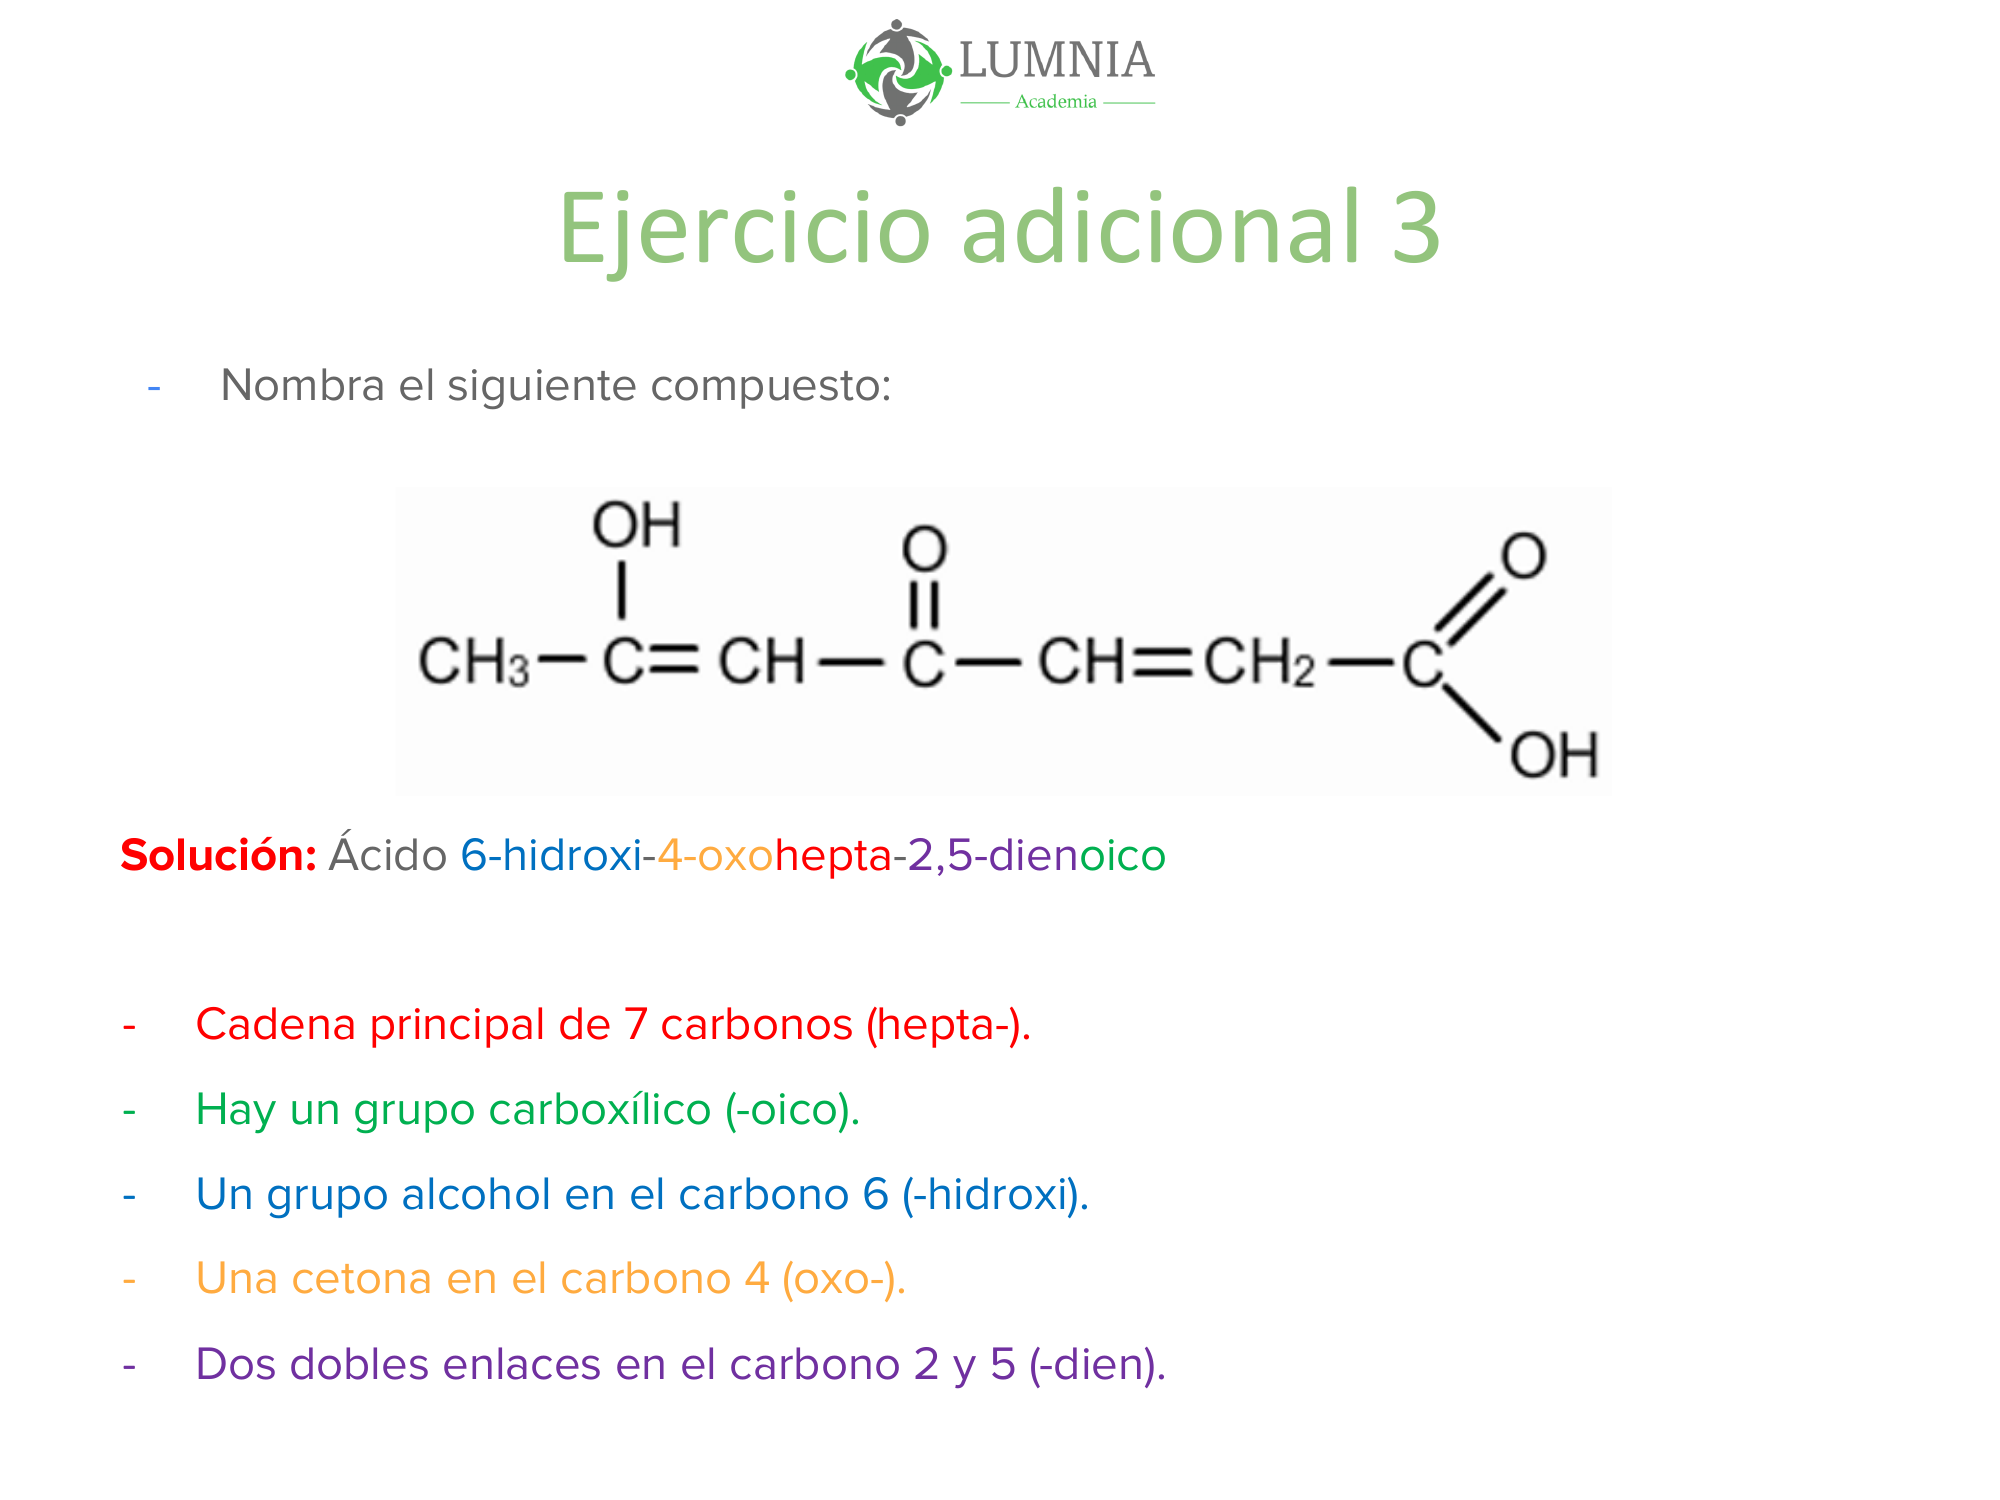 LUMNIA
Academia
Ejercicio adicional 3
- Nombra el siguiente compuesto:
OH
O
O
CH₃—C=CH—C—CH=CH₂—C
OH
Solución: Ácido 6-hidroxi-4-oxohepta-2,5-dienoico
- Cadena principal de 7 carbonos (hepta-).
- Hay un grupo carboxílico (-oico).
- Un grupo alcohol en el carbono 6 (-hidroxi).
- Una cetona en el carbono 4 (oxo-).
- Dos dobles enlaces en el carbono 2 y 5 (-dien).